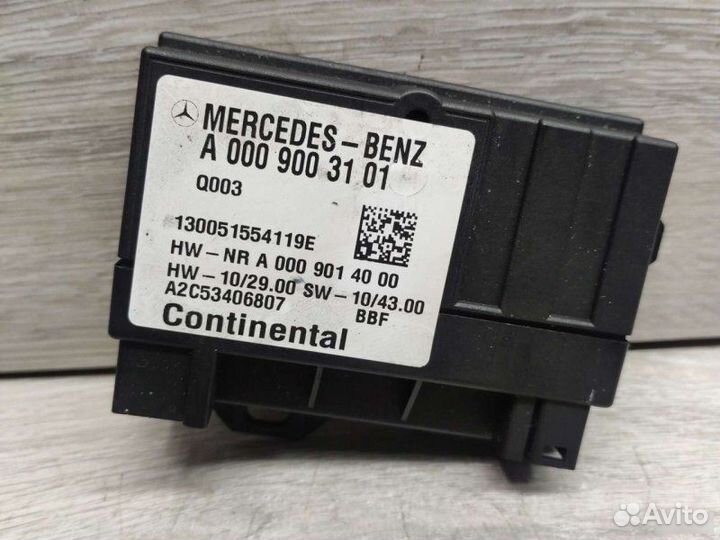 MERCEDES-BENZ
A 000 900 31 01
Q003
130051554119E
HW-NR A 000 901 40 00
HW-10/29.00 SW-10/43.00
A2C53406807 BBF
Continental
Avito